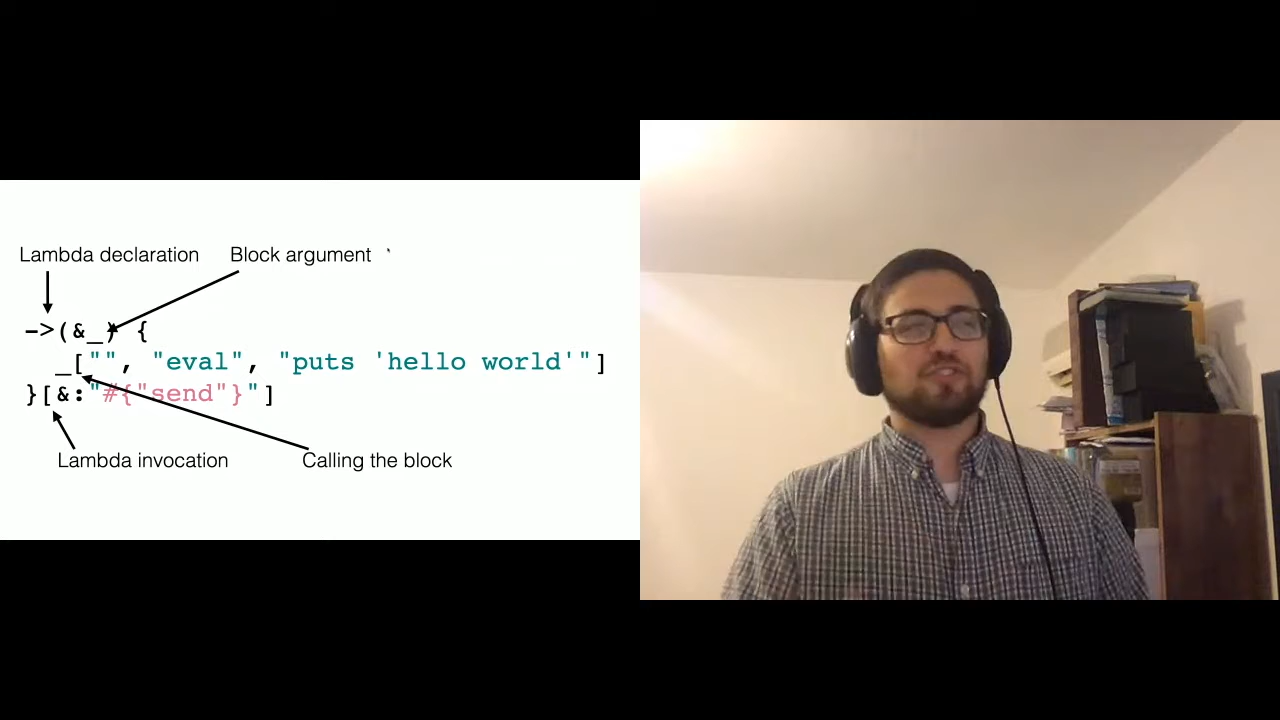 Lambda declaration Block argument
->(&_) {
_["", "eval", "puts 'hello world'"]
}[&:"#{"send"}"]
Lambda invocation Calling the block